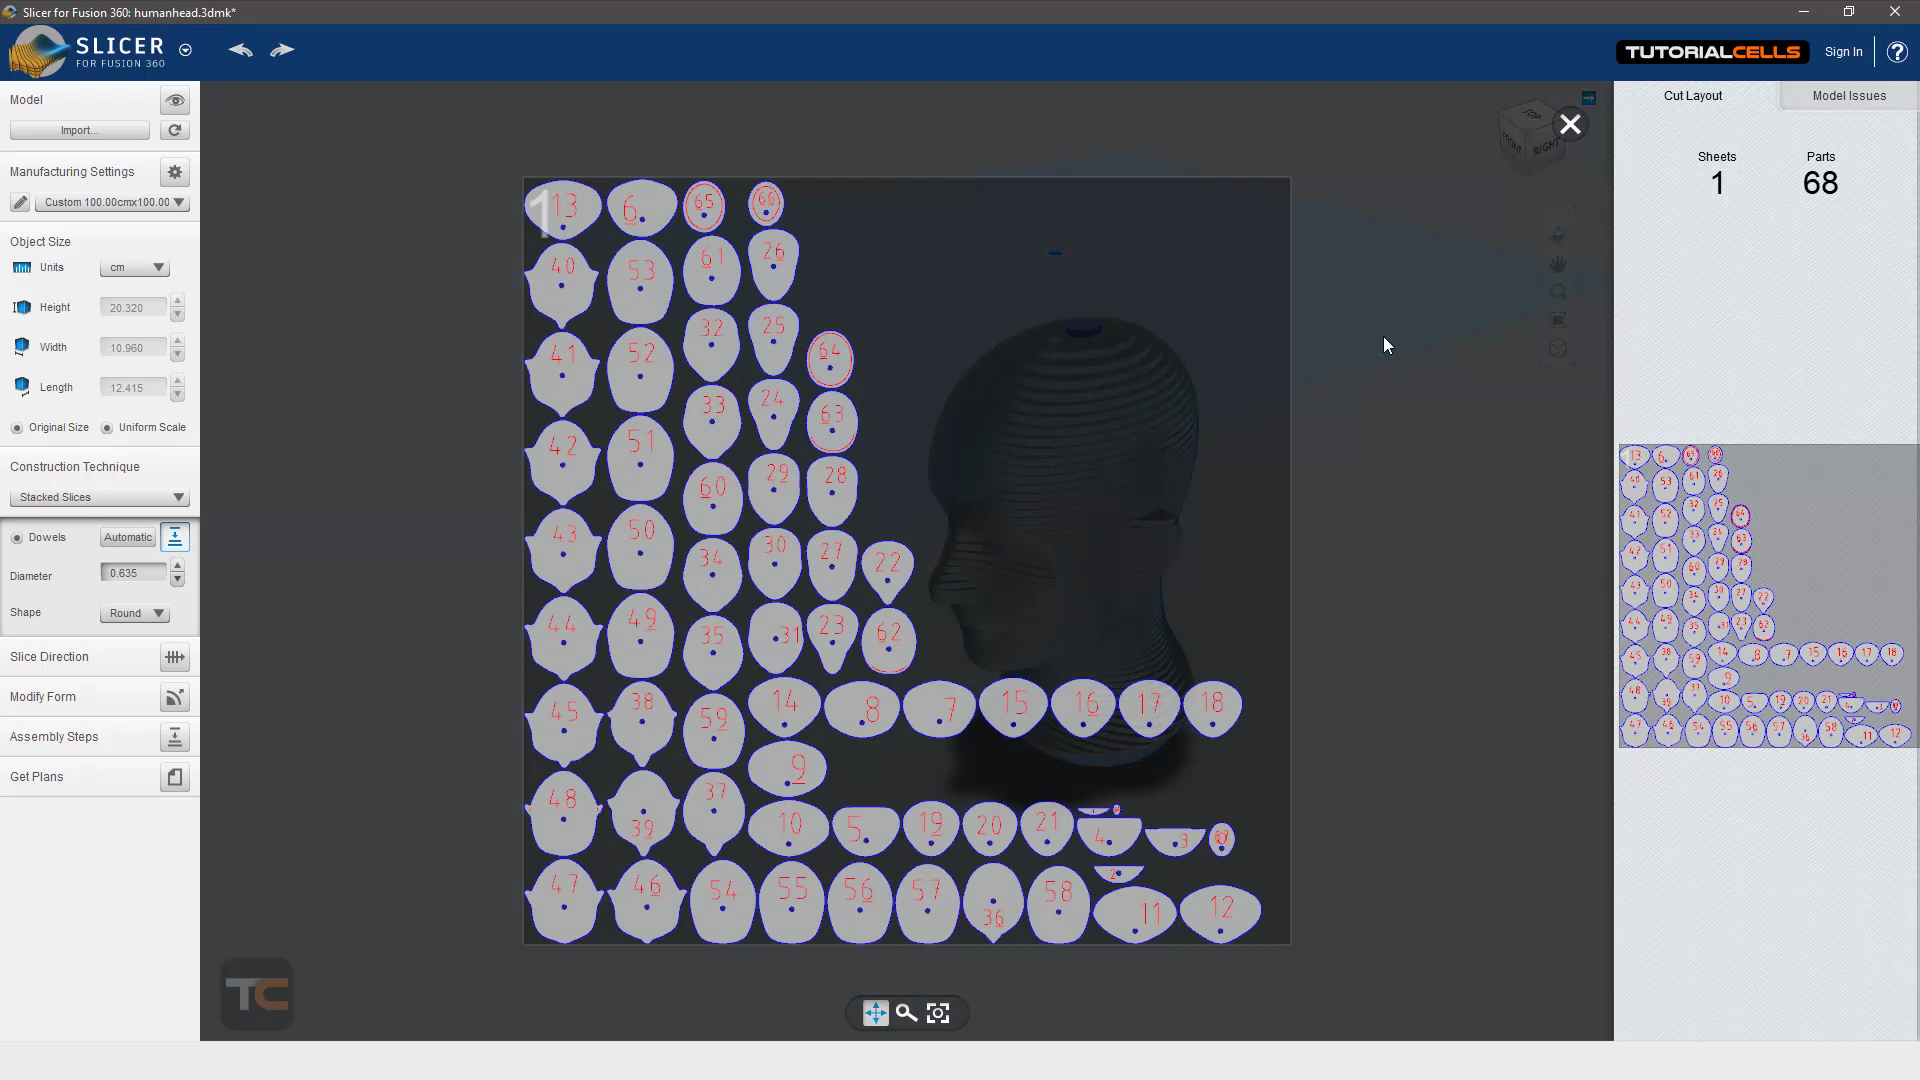 Slicer for Fusion 360: humanhead.3dmk*
SLICER
FOR FUSION 360
TUTORIALCELLS
Sign In
?
Model
Import...
Manufacturing Settings
Custom 100.00cmx100.00
Object Size
Units
cm
Height
20.320
Width
10.960
Length
12.415
Original Size
Uniform Scale
Construction Technique
Stacked Slices
Dowels
Automatic
Diameter
0.635
Shape
Round
Slice Direction
Modify Form
Assembly Steps
Get Plans
TOP
FRONT
RIGHT
1
13 6 65 66
40 53 61 26
41 52 32 25 64
42 51 33 24 63
43 50 60 29 28
44 49 34 30 27 22
45 38 35 31 23 62
48 39 59 14 8 7 15 16 17 18
37 9
10 5 19 20 21 4 3
47 46 54 55 56 57 36 58 2 11 12
TC
Cut Layout
Model Issues
Sheets
1
Parts
68